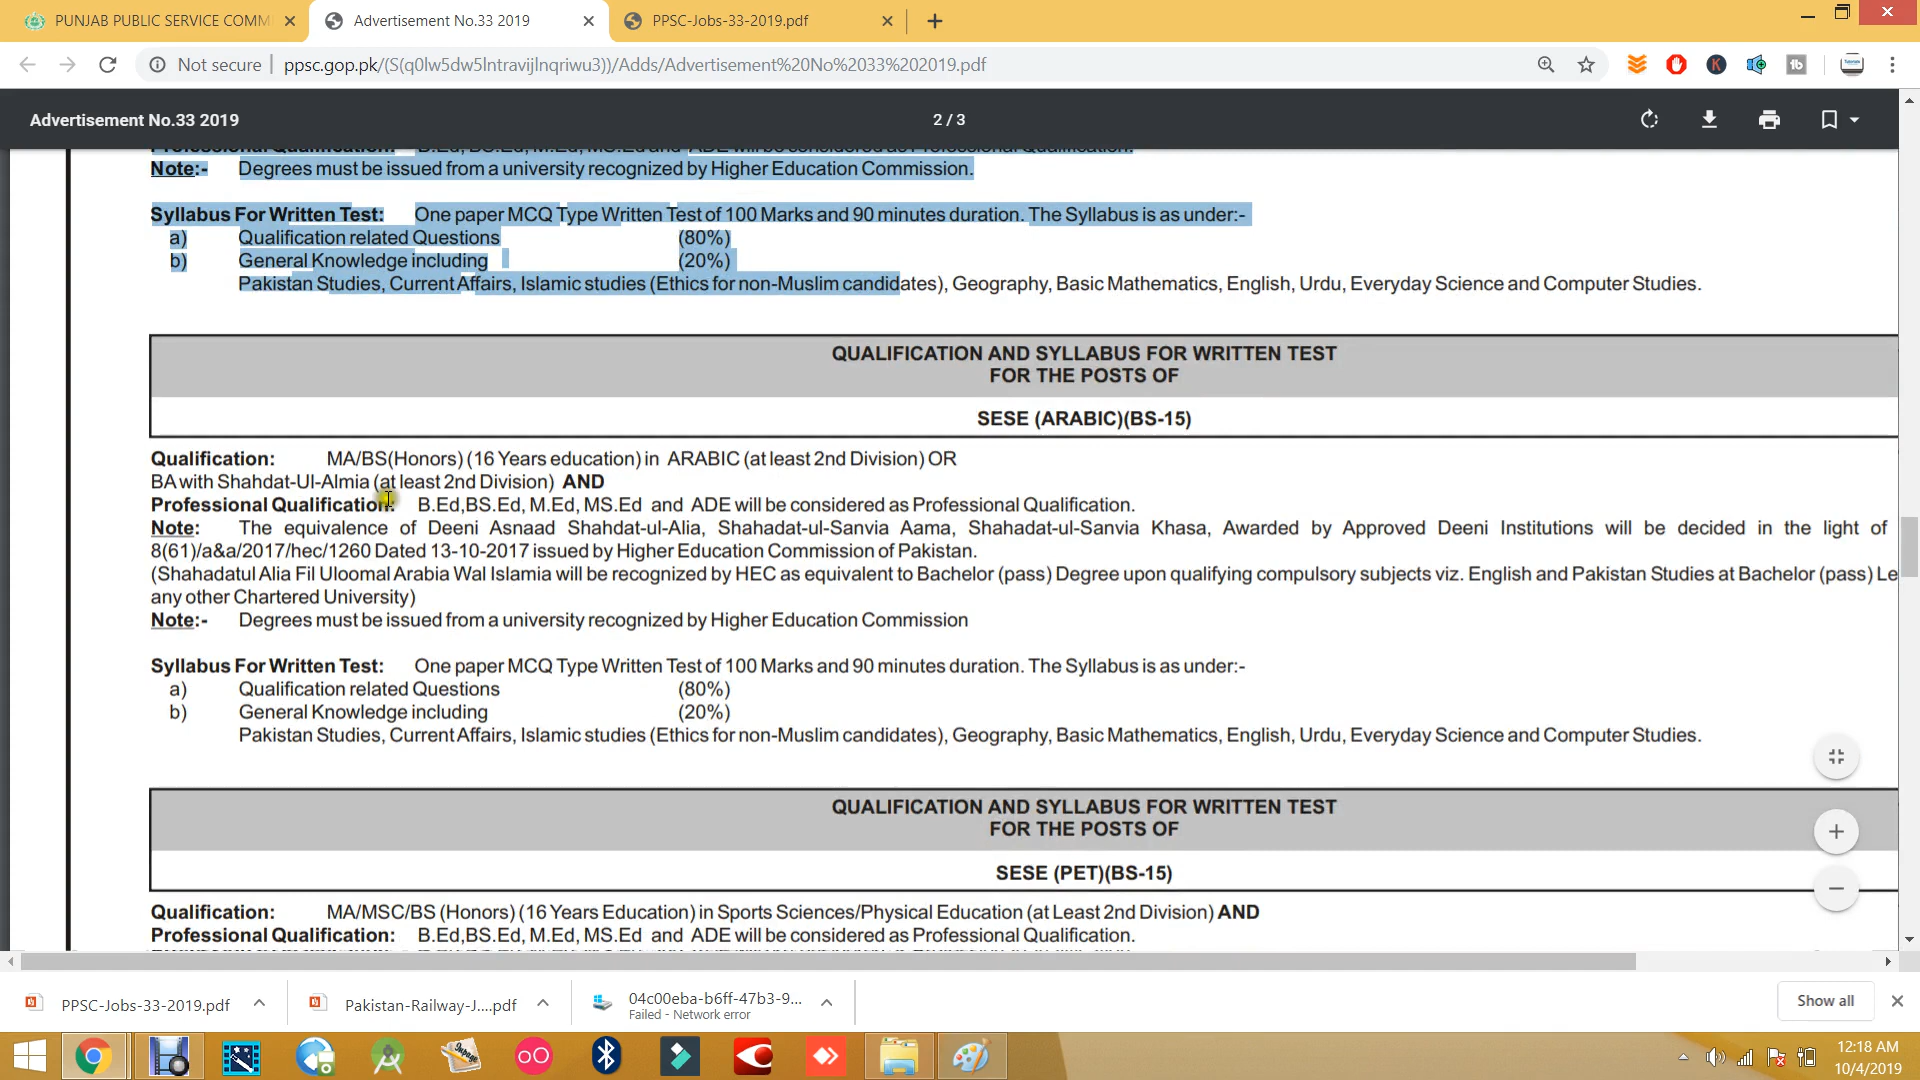 PUNJAB PUBLIC SERVICE COMM
Advertisement No.33 2019
PPSC-Jobs-33-2019.pdf
Not secure
ppsc.gop.pk/(S(q0lw5dw5lntravijlnqriwu3))/Adds/Advertisement%20No%2033%202019.pdf
Advertisement No.33 2019
2 / 3
Professional Qualification: B.Ed, BS.Ed, M.Ed, MS.Ed and ADE will be considered as Professional Qualification.
Note:- Degrees must be issued from a university recognized by Higher Education Commission.
Syllabus For Written Test: One paper MCQ Type Written Test of 100 Marks and 90 minutes duration. The Syllabus is as under:-
a) Qualification related Questions (80%)
b) General Knowledge including (20%)
Pakistan Studies, Current Affairs, Islamic studies (Ethics for non-Muslim candidates), Geography, Basic Mathematics, English, Urdu, Everyday Science and Computer Studies.
QUALIFICATION AND SYLLABUS FOR WRITTEN TEST
FOR THE POSTS OF
SESE (ARABIC)(BS-15)
Qualification: MA/BS(Honors) (16 Years education) in ARABIC (at least 2nd Division) OR
BA with Shahdat-Ul-Almia (at least 2nd Division) AND
Professional Qualification: B.Ed,BS.Ed, M.Ed, MS.Ed and ADE will be considered as Professional Qualification.
Note: The equivalence of Deeni Asnaad Shahdat-ul-Alia, Shahadat-ul-Sanvia Aama, Shahadat-ul-Sanvia Khasa, Awarded by Approved Deeni Institutions will be decided in the light of
8(61)/a&a/2017/hec/1260 Dated 13-10-2017 issued by Higher Education Commission of Pakistan.
(Shahadatul Alia Fil Uloomal Arabia Wal Islamia will be recognized by HEC as equivalent to Bachelor (pass) Degree upon qualifying compulsory subjects viz. English and Pakistan Studies at Bachelor (pass) Le
any other Chartered University)
Note:- Degrees must be issued from a university recognized by Higher Education Commission
Syllabus For Written Test: One paper MCQ Type Written Test of 100 Marks and 90 minutes duration. The Syllabus is as under:-
a) Qualification related Questions (80%)
b) General Knowledge including (20%)
Pakistan Studies, Current Affairs, Islamic studies (Ethics for non-Muslim candidates), Geography, Basic Mathematics, English, Urdu, Everyday Science and Computer Studies.
QUALIFICATION AND SYLLABUS FOR WRITTEN TEST
FOR THE POSTS OF
SESE (PET)(BS-15)
Qualification: MA/MSC/BS (Honors) (16 Years Education) in Sports Sciences/Physical Education (at Least 2nd Division) AND
Professional Qualification: B.Ed,BS.Ed, M.Ed, MS.Ed and ADE will be considered as Professional Qualification.
PPSC-Jobs-33-2019.pdf
Pakistan-Railway-J....pdf
04c00eba-b6ff-47b3-9...
Failed - Network error
Show all
12:18 AM
10/4/2019